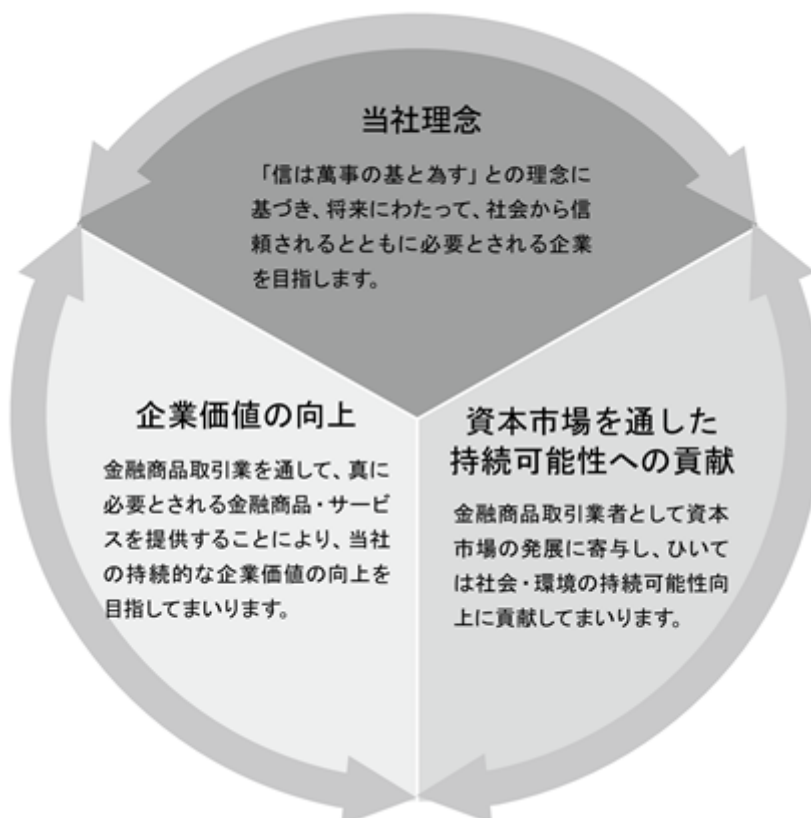 当社理念
「信は萬事の基と為す」との理念に
基づき、将来にわたって、社会から信
頼されるとともに必要とされる企業
を目指します。
企業価値の向上
金融商品取引業を通して、真に
必要とされる金融商品・サービ
スを提供することにより、当社
の持続的な企業価値の向上を
目指してまいります。
資本市場を通した
持続可能性への貢献
金融商品取引業者として資本
市場の発展に寄与し、ひいて
は社会・環境の持続可能性向
上に貢献してまいります。